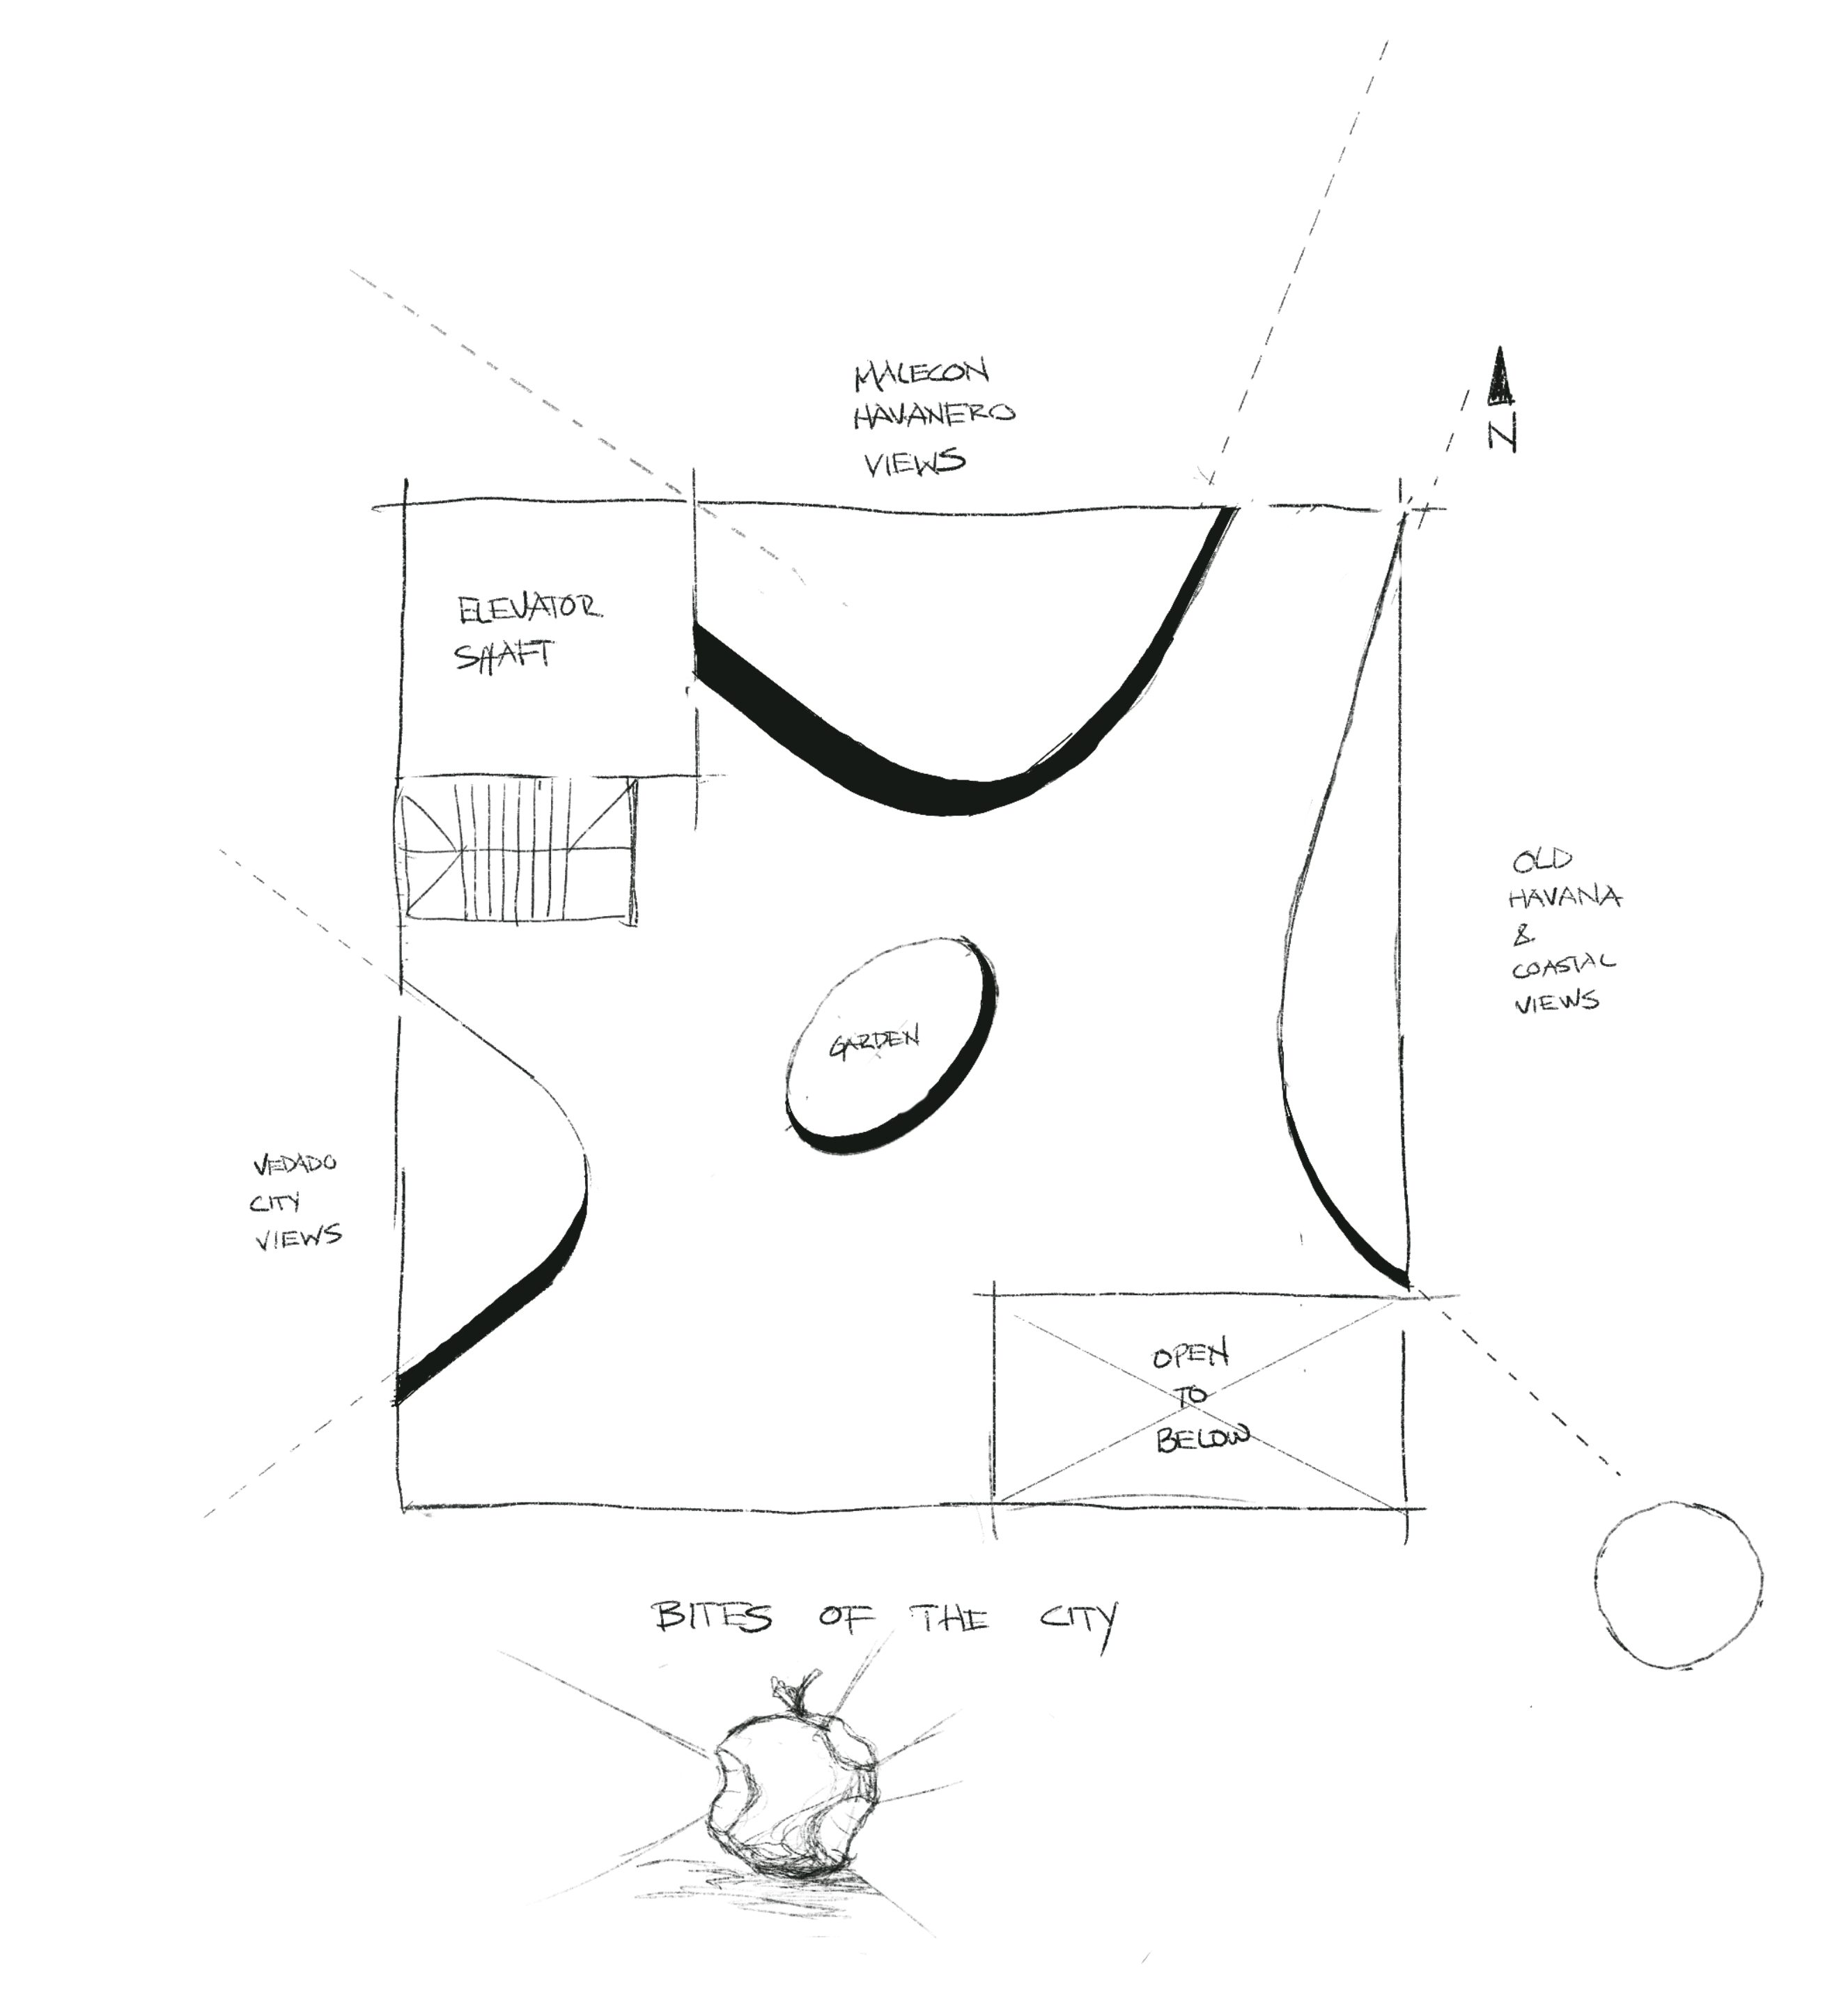 MALECON
HAVANERO
VIEWS
N
ELEVATOR
SHAFT
OLD
HAVANA
&
COASTAL
VIEWS
GARDEN
VEDADO
CITY
VIEWS
OPEN
TO
BELOW
BITES OF THE CITY